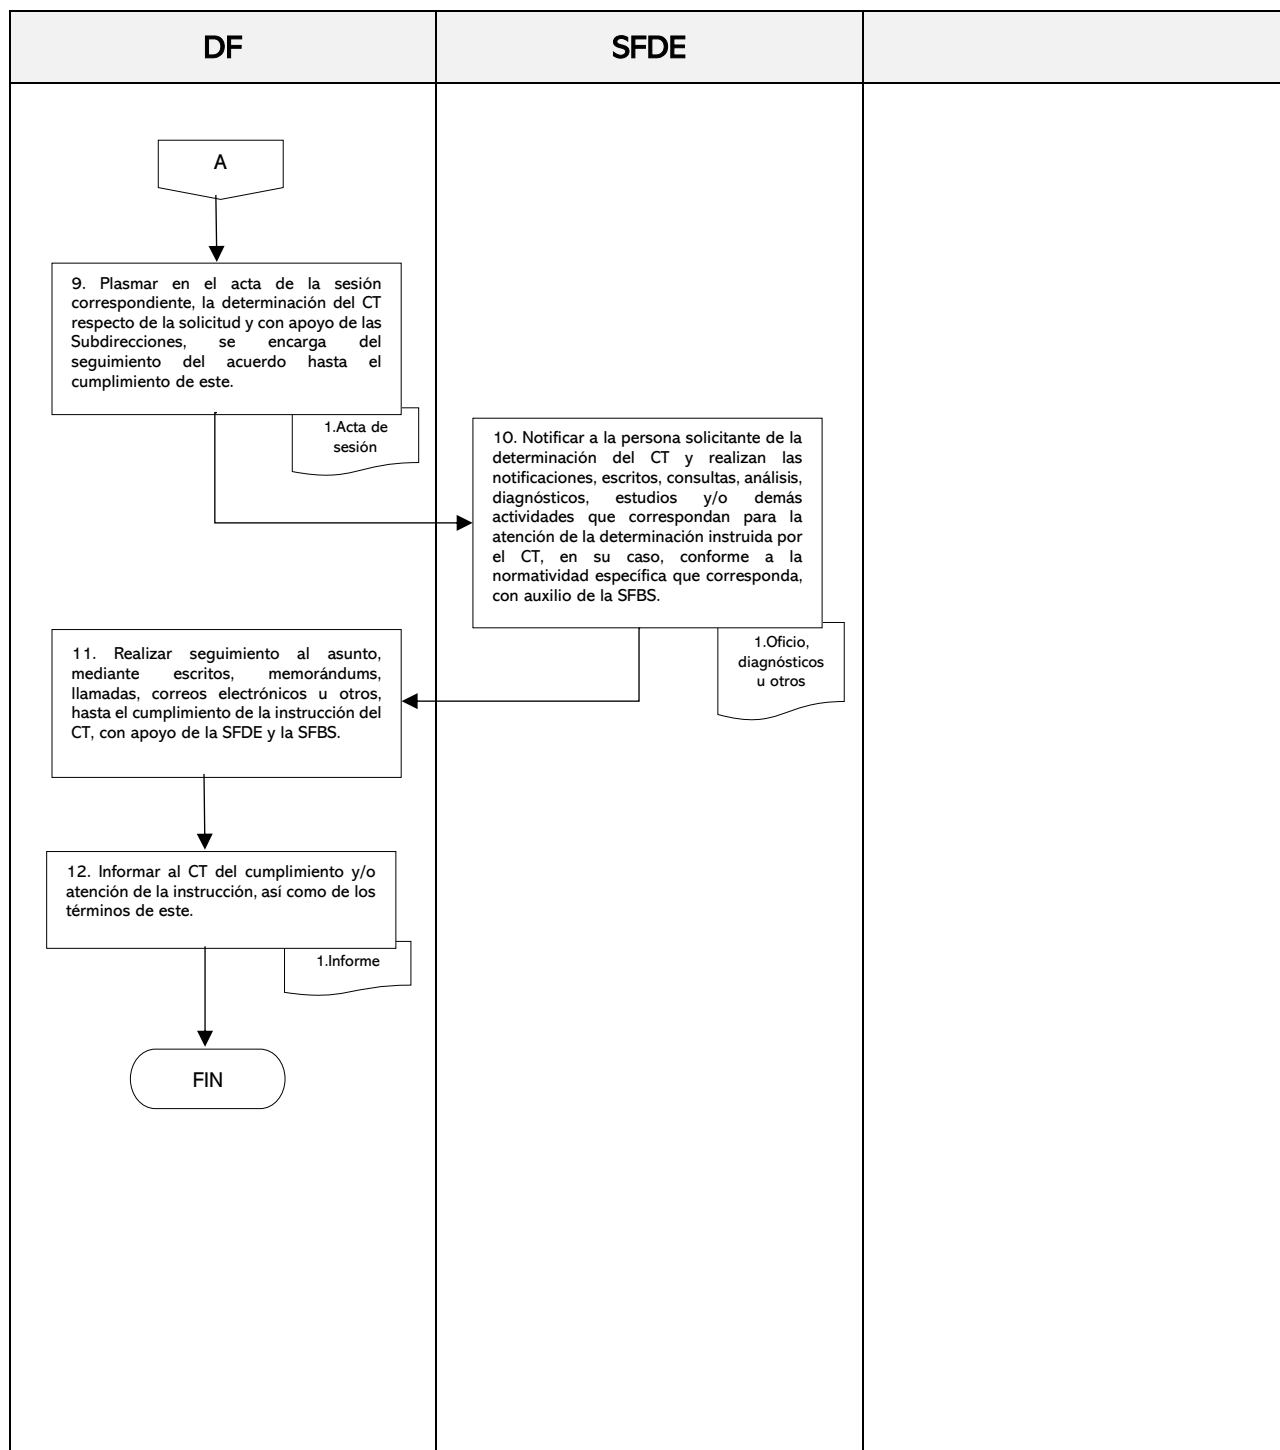 DF
SFDE
A
9. Plasmar en el acta de la sesión
correspondiente, la determinación del CT
respecto de la solicitud y con apoyo de las
Subdirecciones, se encarga del
seguimiento del acuerdo hasta el
cumplimiento de este.
1.Acta de
sesión
10. Notificar a la persona solicitante de la
determinación del CT y realizan las
notificaciones, escritos, consultas, análisis,
diagnósticos, estudios y/o demás
actividades que correspondan para la
atención de la determinación instruida por
el CT, en su caso, conforme a la
normatividad específica que corresponda,
con auxilio de la SFBS.
1.Oficio,
diagnósticos
u otros
11. Realizar seguimiento al asunto,
mediante escritos, memorándums,
llamadas, correos electrónicos u otros,
hasta el cumplimiento de la instrucción del
CT, con apoyo de la SFDE y la SFBS.
12. Informar al CT del cumplimiento y/o
atención de la instrucción, así como de los
términos de este.
1.Informe
FIN